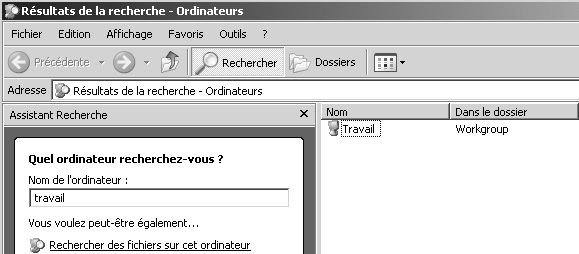 Résultats de la recherche - Ordinateurs
Fichier Edition Affichage Favoris Outils ?
Précédente Rechercher Dossiers
Adresse Résultats de la recherche - Ordinateurs
Assistant Recherche
Nom Dans le dossier
Travail Workgroup
Quel ordinateur recherchez-vous ?
Nom de l'ordinateur :
travail
Vous voulez peut-être également...
Rechercher des fichiers sur cet ordinateur